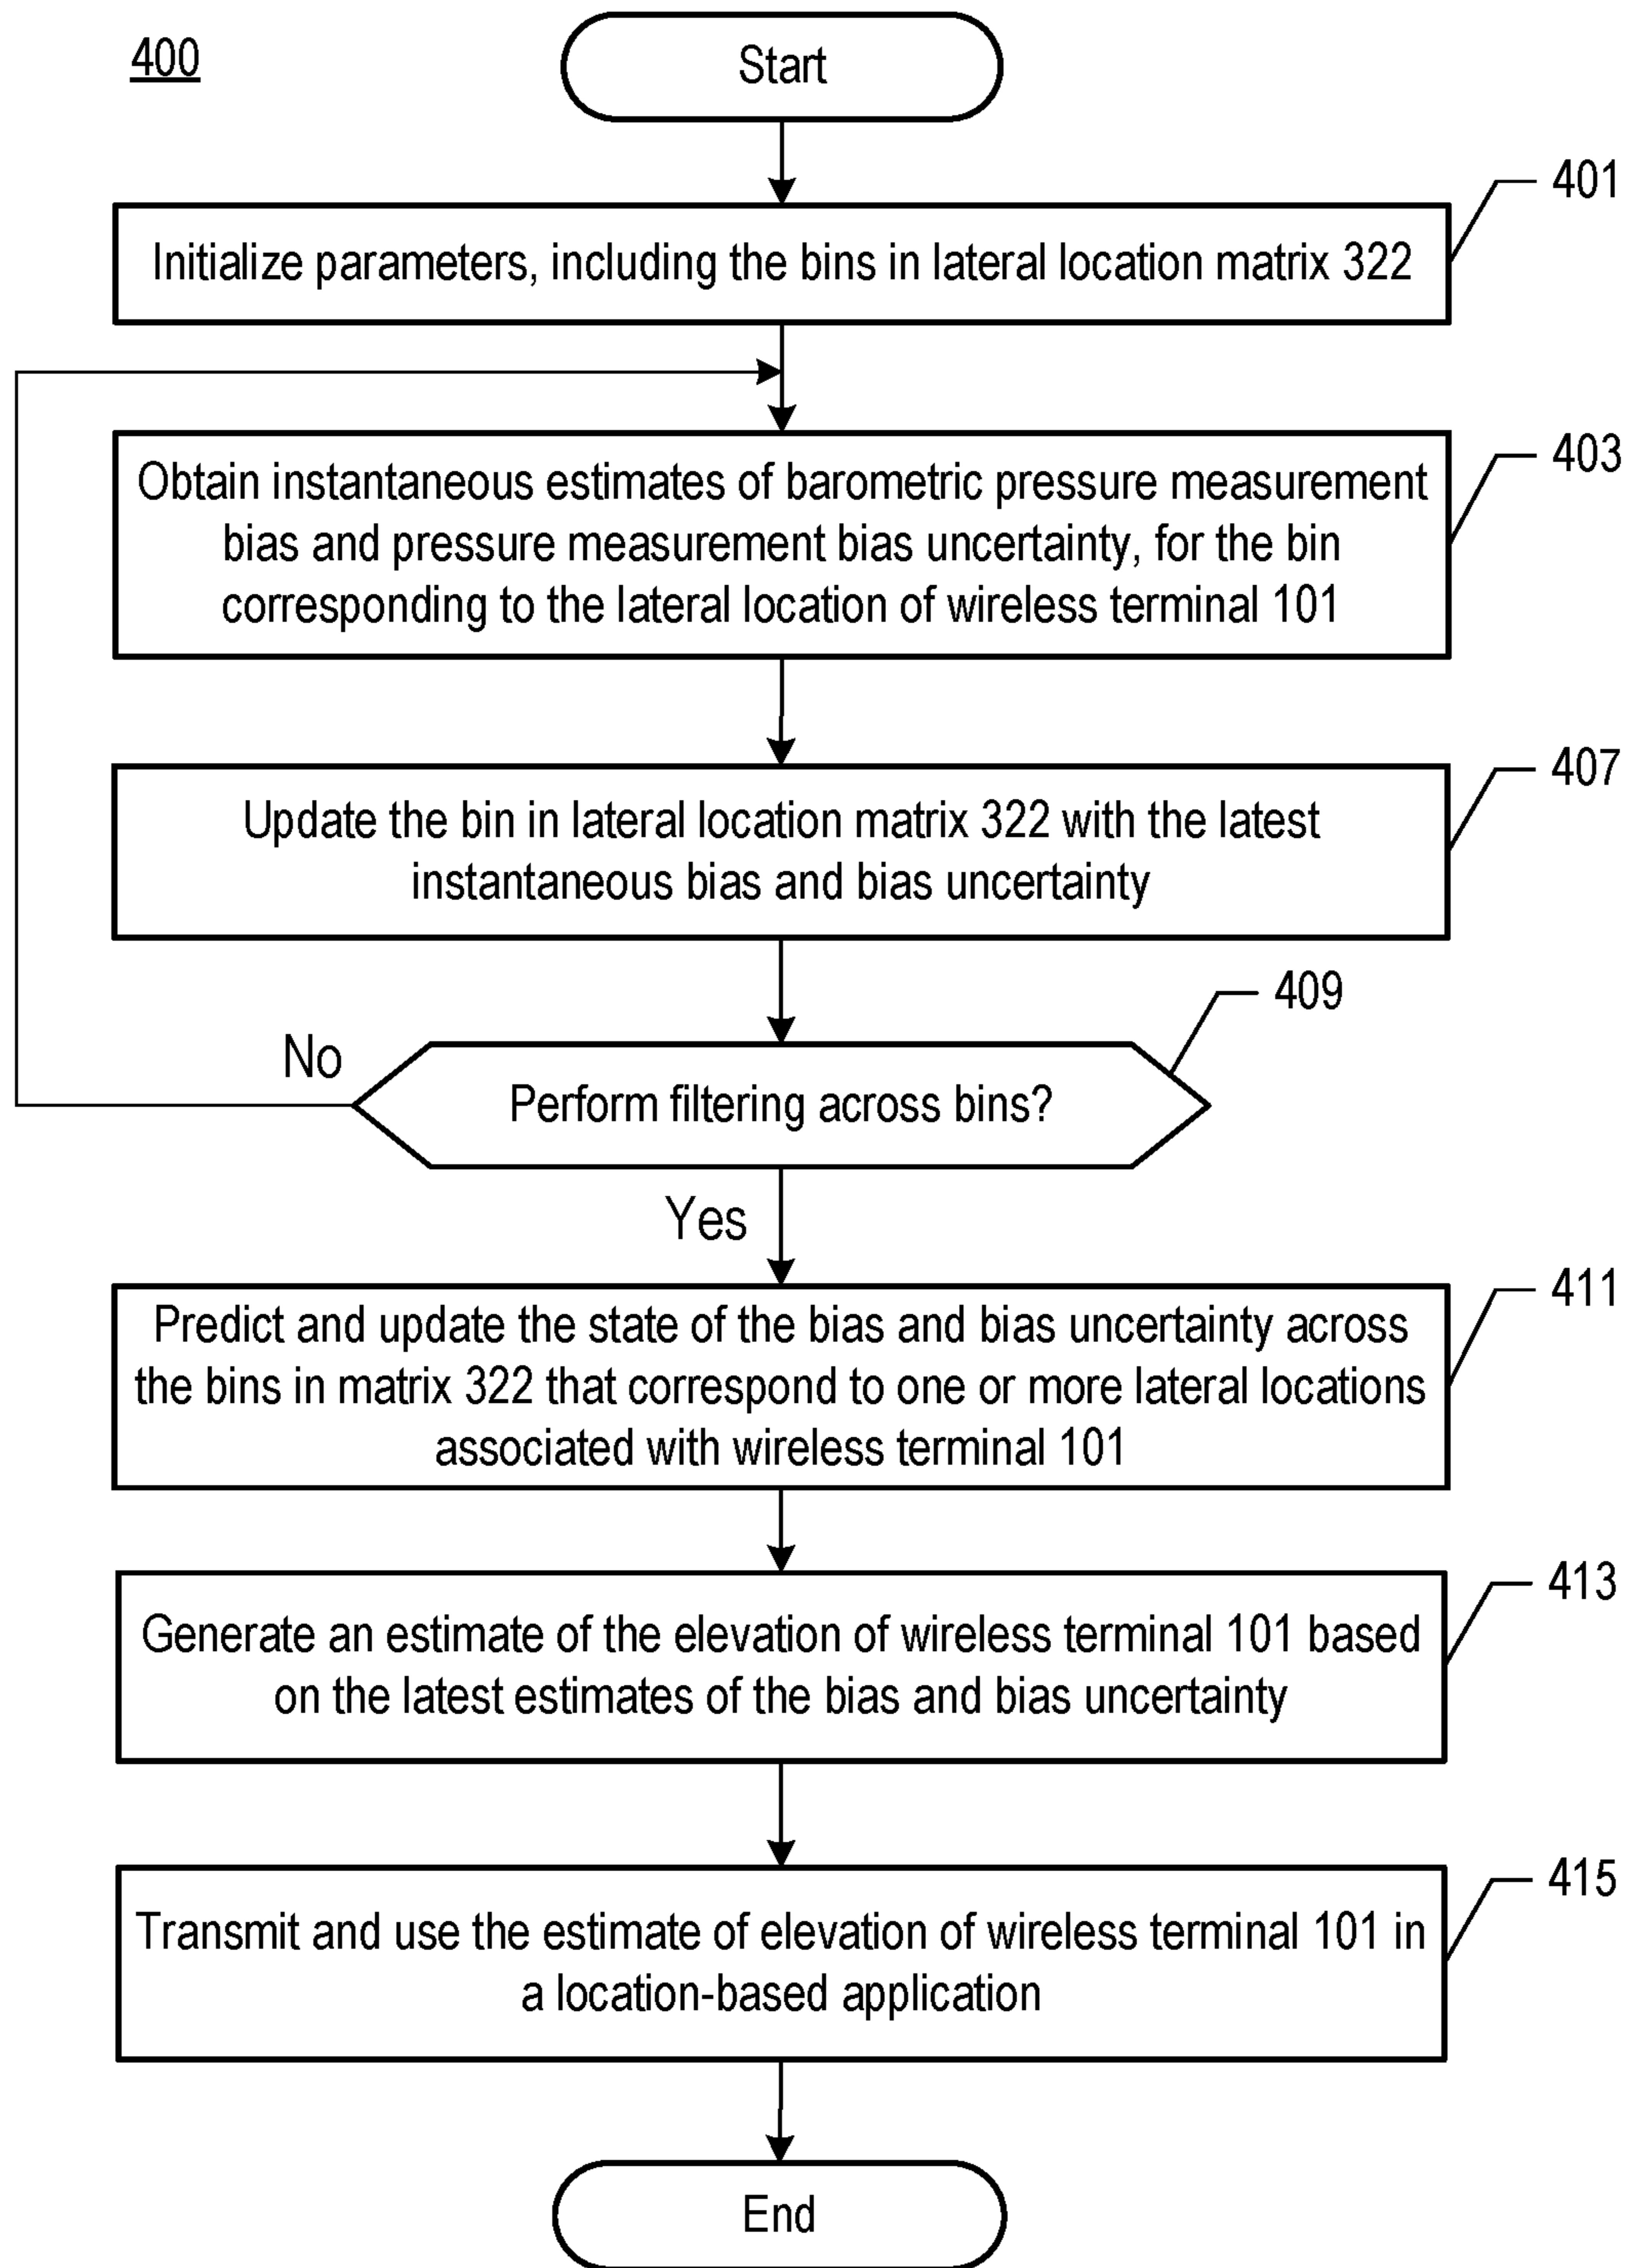 400
Start
401
Initialize parameters, including the bins in lateral location matrix 322
403
Obtain instantaneous estimates of barometric pressure measurement
bias and pressure measurement bias uncertainty, for the bin
corresponding to the lateral location of wireless terminal 101
407
Update the bin in lateral location matrix 322 with the latest
instantaneous bias and bias uncertainty
409
No
Perform filtering across bins?
Yes
411
Predict and update the state of the bias and bias uncertainty across
the bins in matrix 322 that correspond to one or more lateral locations
associated with wireless terminal 101
413
Generate an estimate of the elevation of wireless terminal 101 based
on the latest estimates of the bias and bias uncertainty
415
Transmit and use the estimate of elevation of wireless terminal 101 in
a location-based application
End